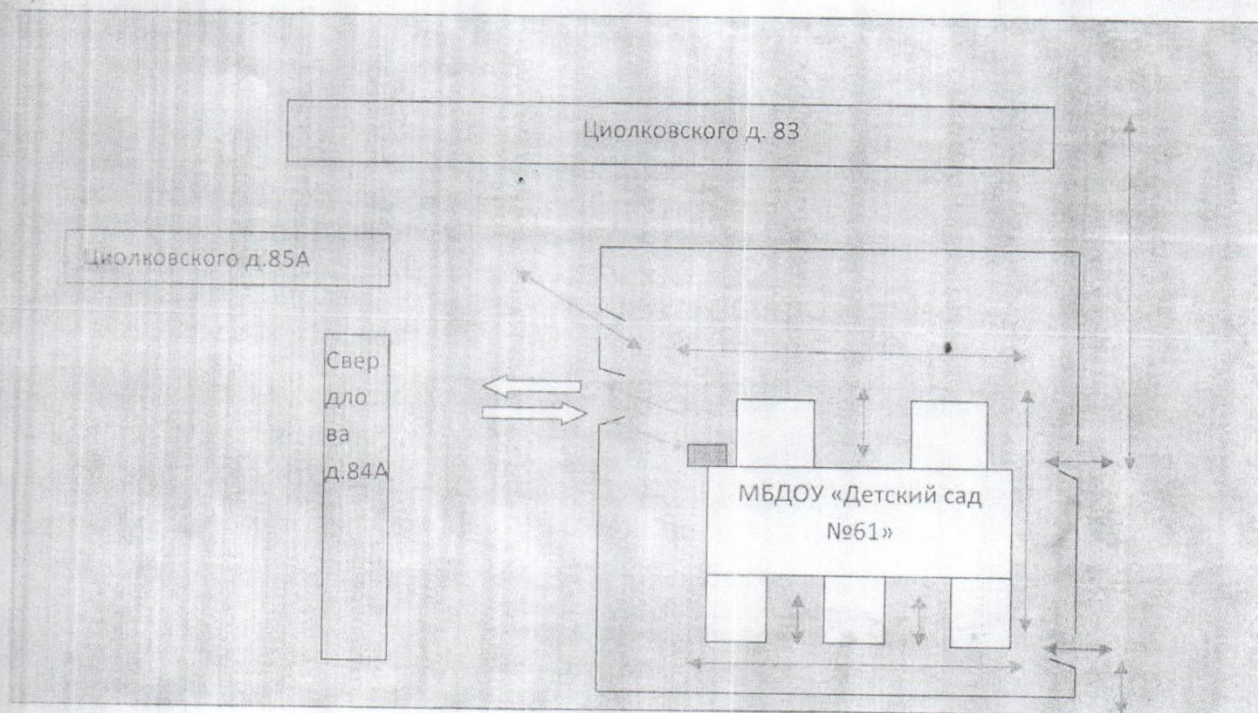 Циолковского д. 83
Циолковского д.85А
Свер
дло
ва
д.84А
МБДОУ «Детский сад
№61»